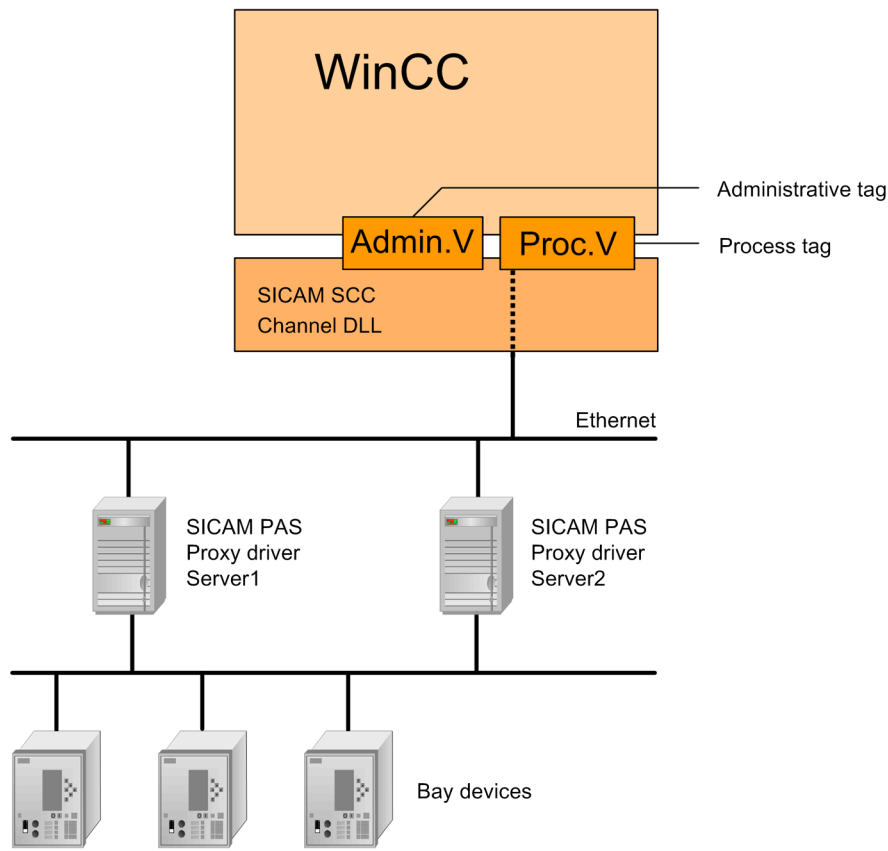 WinCC
Administrative tag
Admin.V
Proc.V
Process tag
SICAM SCC
Channel DLL
Ethernet
SICAM PAS
Proxy driver
Server1
SICAM PAS
Proxy driver
Server2
Bay devices